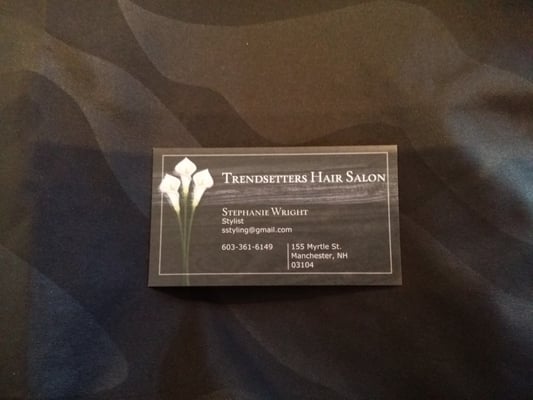 Trendsetters Hair Salon
Stephanie Wright
Stylist
sstyling@gmail.com
603-361-6149
155 Myrtle St.
Manchester, NH
03104